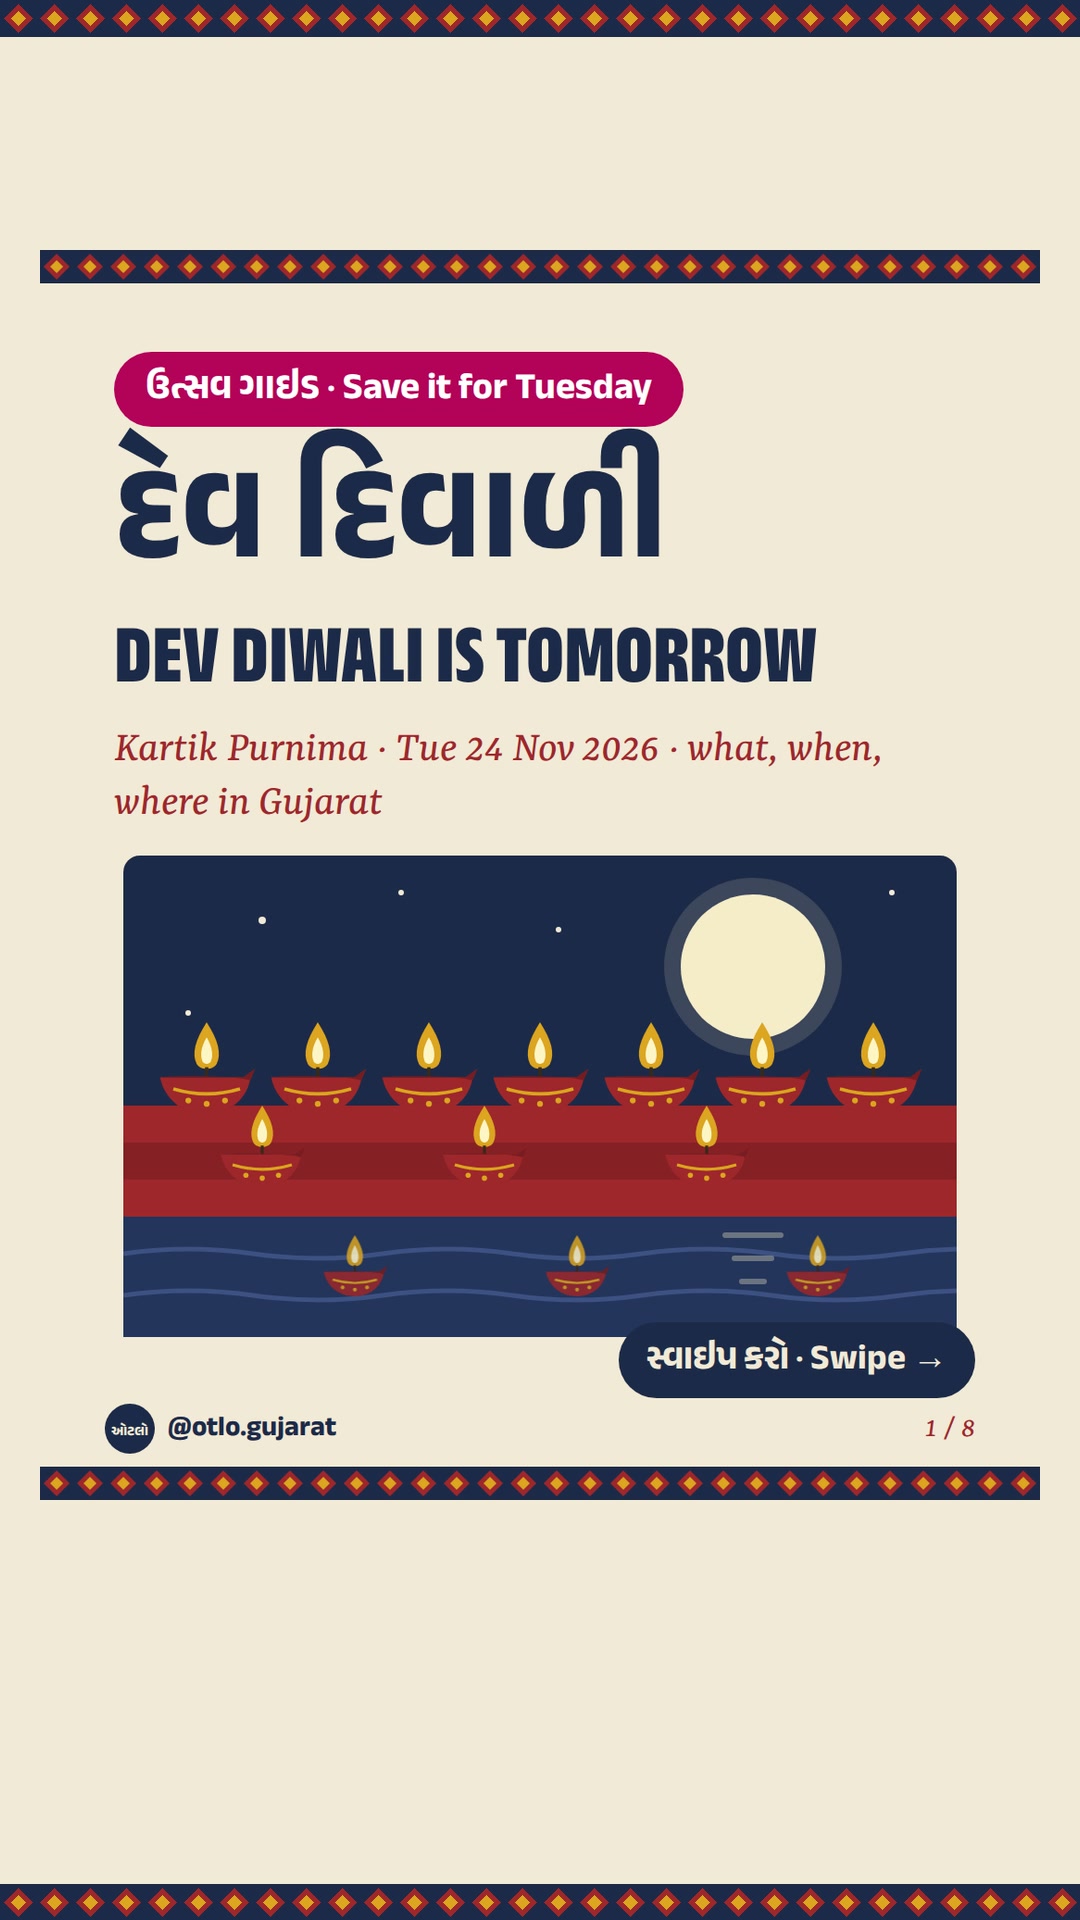 ઉત્સવ ગાઇડ · Save it for Tuesday
દેવ દિવાળી
DEV DIWALI IS TOMORROW
Kartik Purnima · Tue 24 Nov 2026 · what, when,
where in Gujarat
સ્વાઇપ કરો · Swipe →
ઓટલો @otlo.gujarat
1 / 8